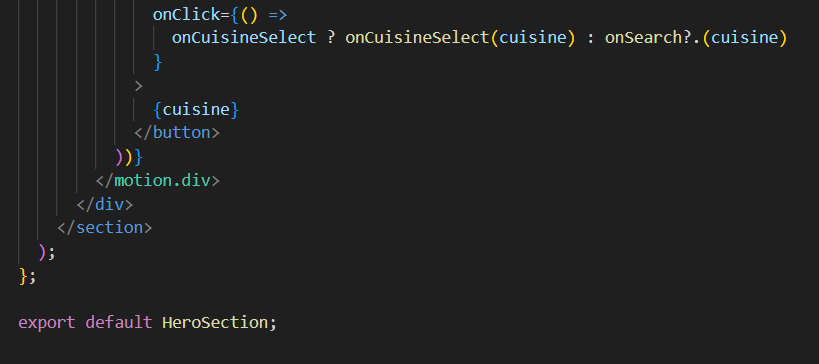 onClick={() =>
onCuisineSelect ? onCuisineSelect(cuisine) : onSearch?.(cuisine)
}
>
{cuisine}
</button>
))}
</motion.div>
</div>
</section>
);
};
export default HeroSection;